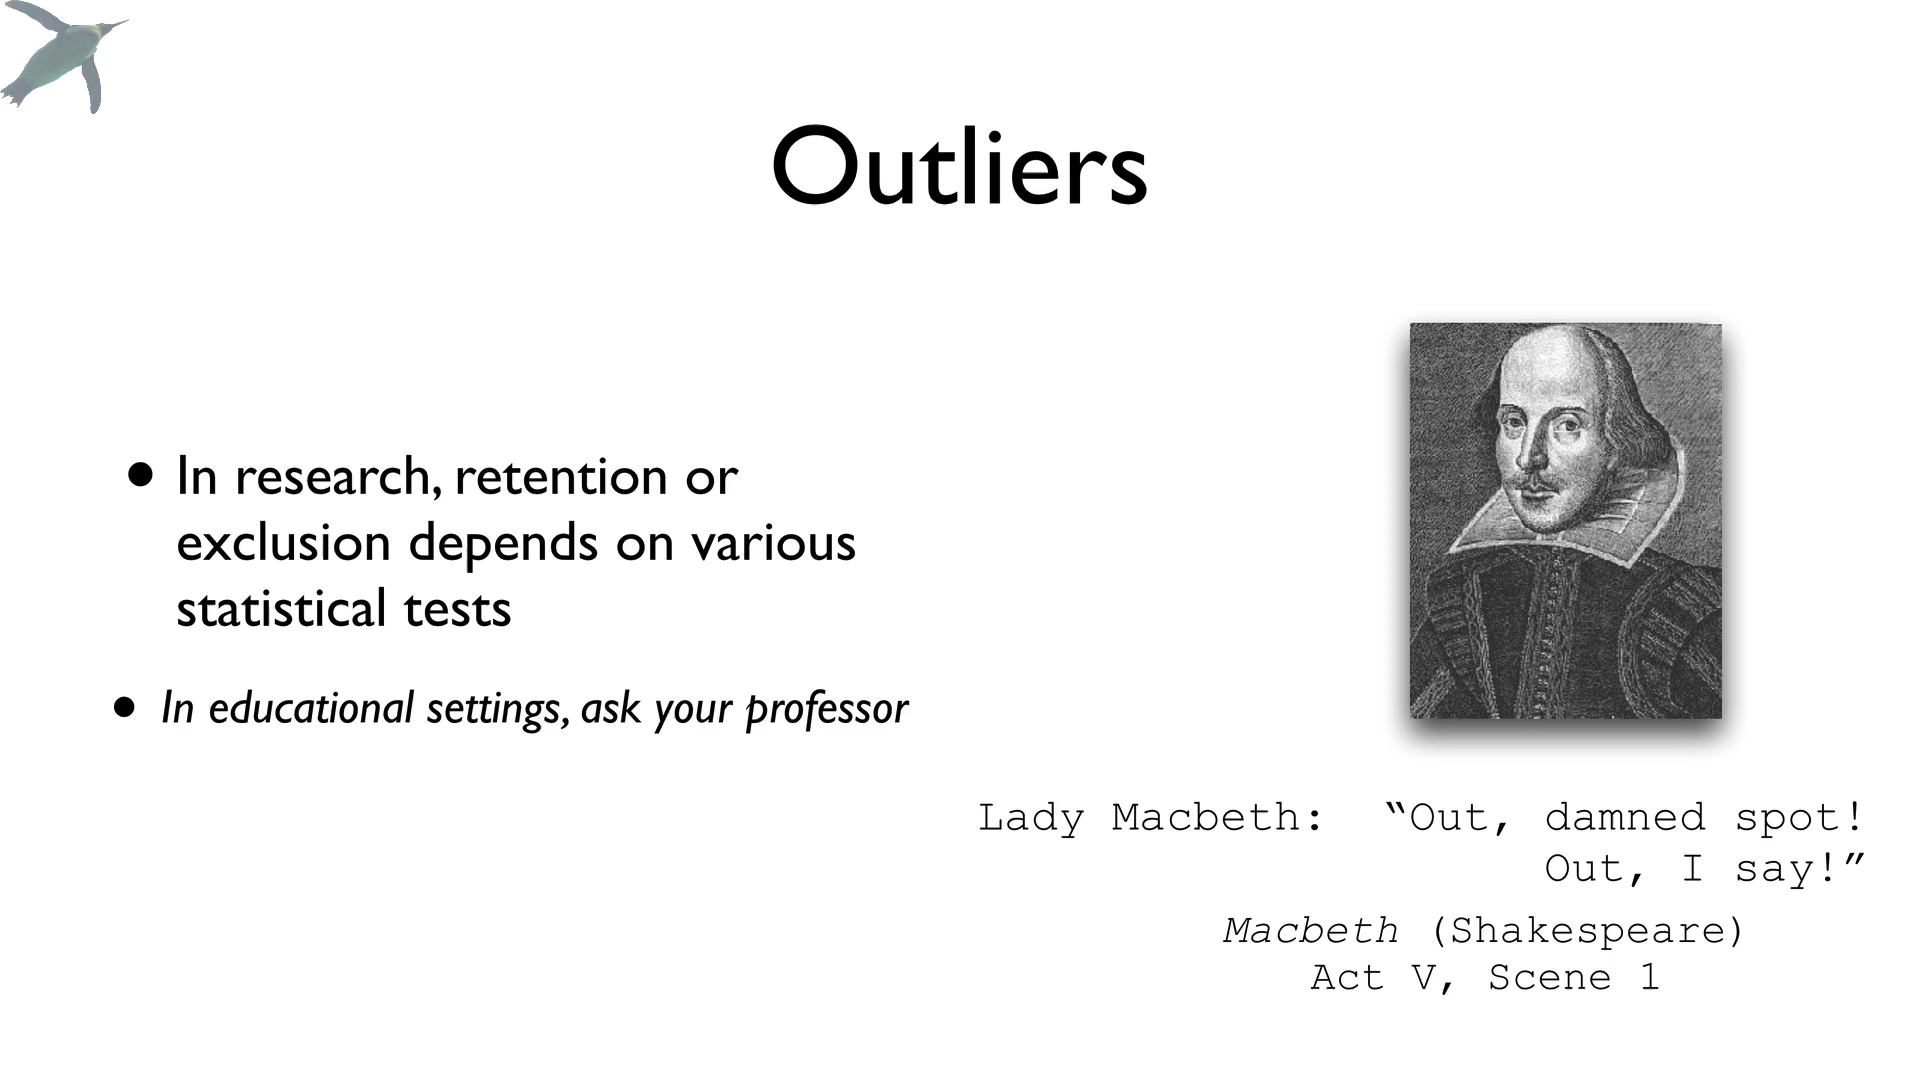 Outliers
• In research, retention or
exclusion depends on various
statistical tests
• In educational settings, ask your professor
Lady Macbeth:  “Out, damned spot!
Out, I say!”
Macbeth (Shakespeare)
Act V, Scene 1